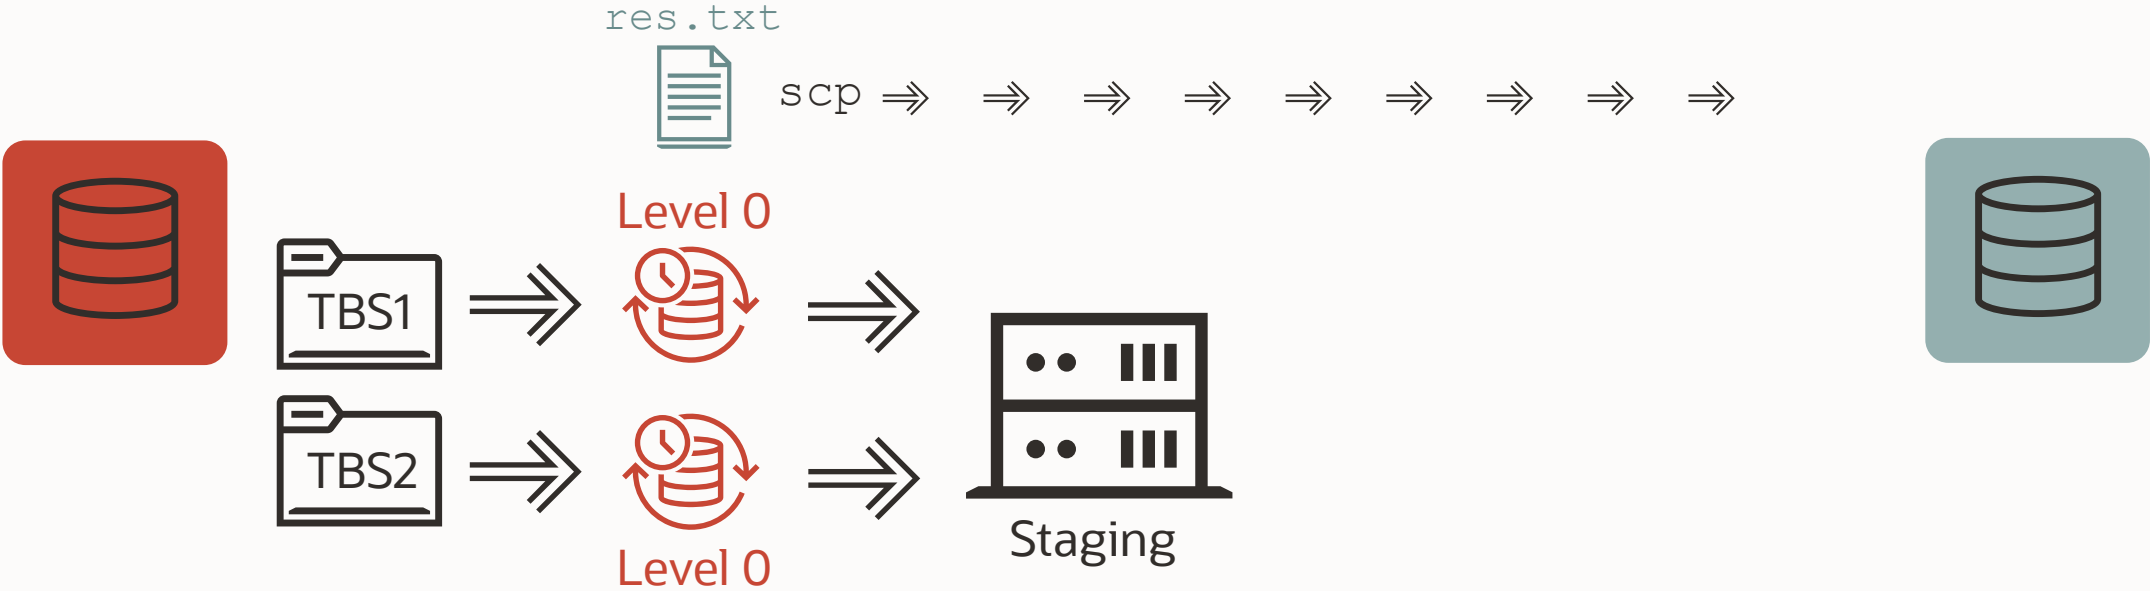 res.txt
scp
Level 0
TBS1
TBS2
Staging
Level 0